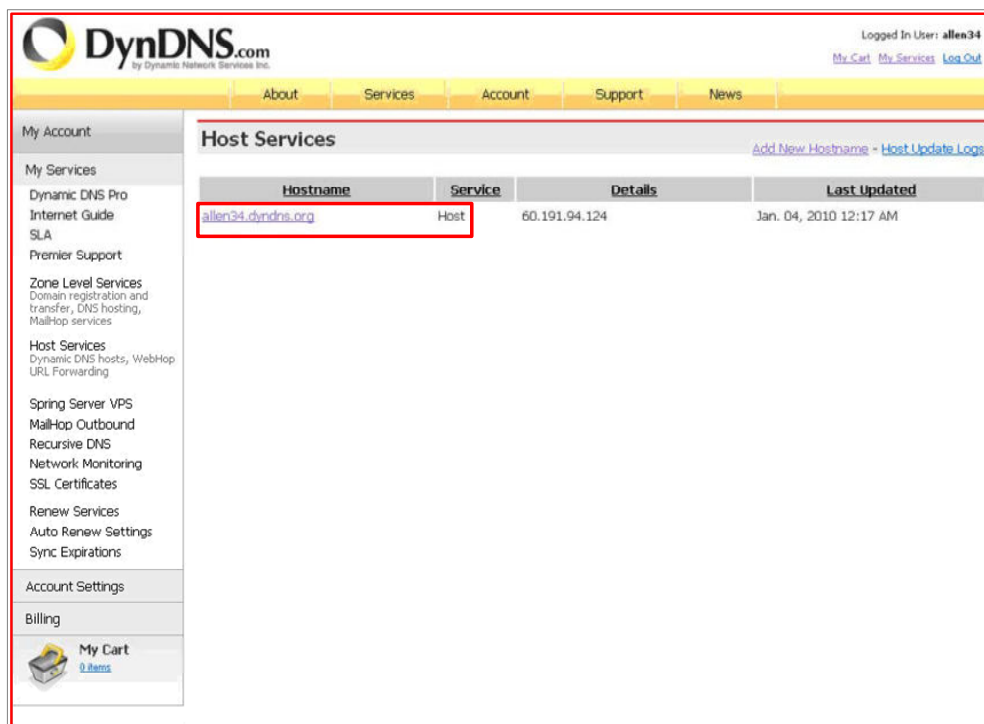 DynDNS.com
by Dynamic Network Services Inc.
Logged In User: allen34
My Cart My Services Log Out
About Services Account Support News
My Account
My Services
Dynamic DNS Pro
Internet Guide
SLA
Premier Support
Zone Level Services
Domain registration and
transfer, DNS hosting,
MailHop services
Host Services
Dynamic DNS hosts, WebHop
URL Forwarding
Spring Server VPS
MailHop Outbound
Recursive DNS
Network Monitoring
SSL Certificates
Renew Services
Auto Renew Settings
Sync Expirations
Account Settings
Billing
My Cart
0 items
Host Services
Add New Hostname - Host Update Logs
Hostname Service Details Last Updated
allen34.dyndns.org Host 60.191.94.124 Jan. 04, 2010 12:17 AM